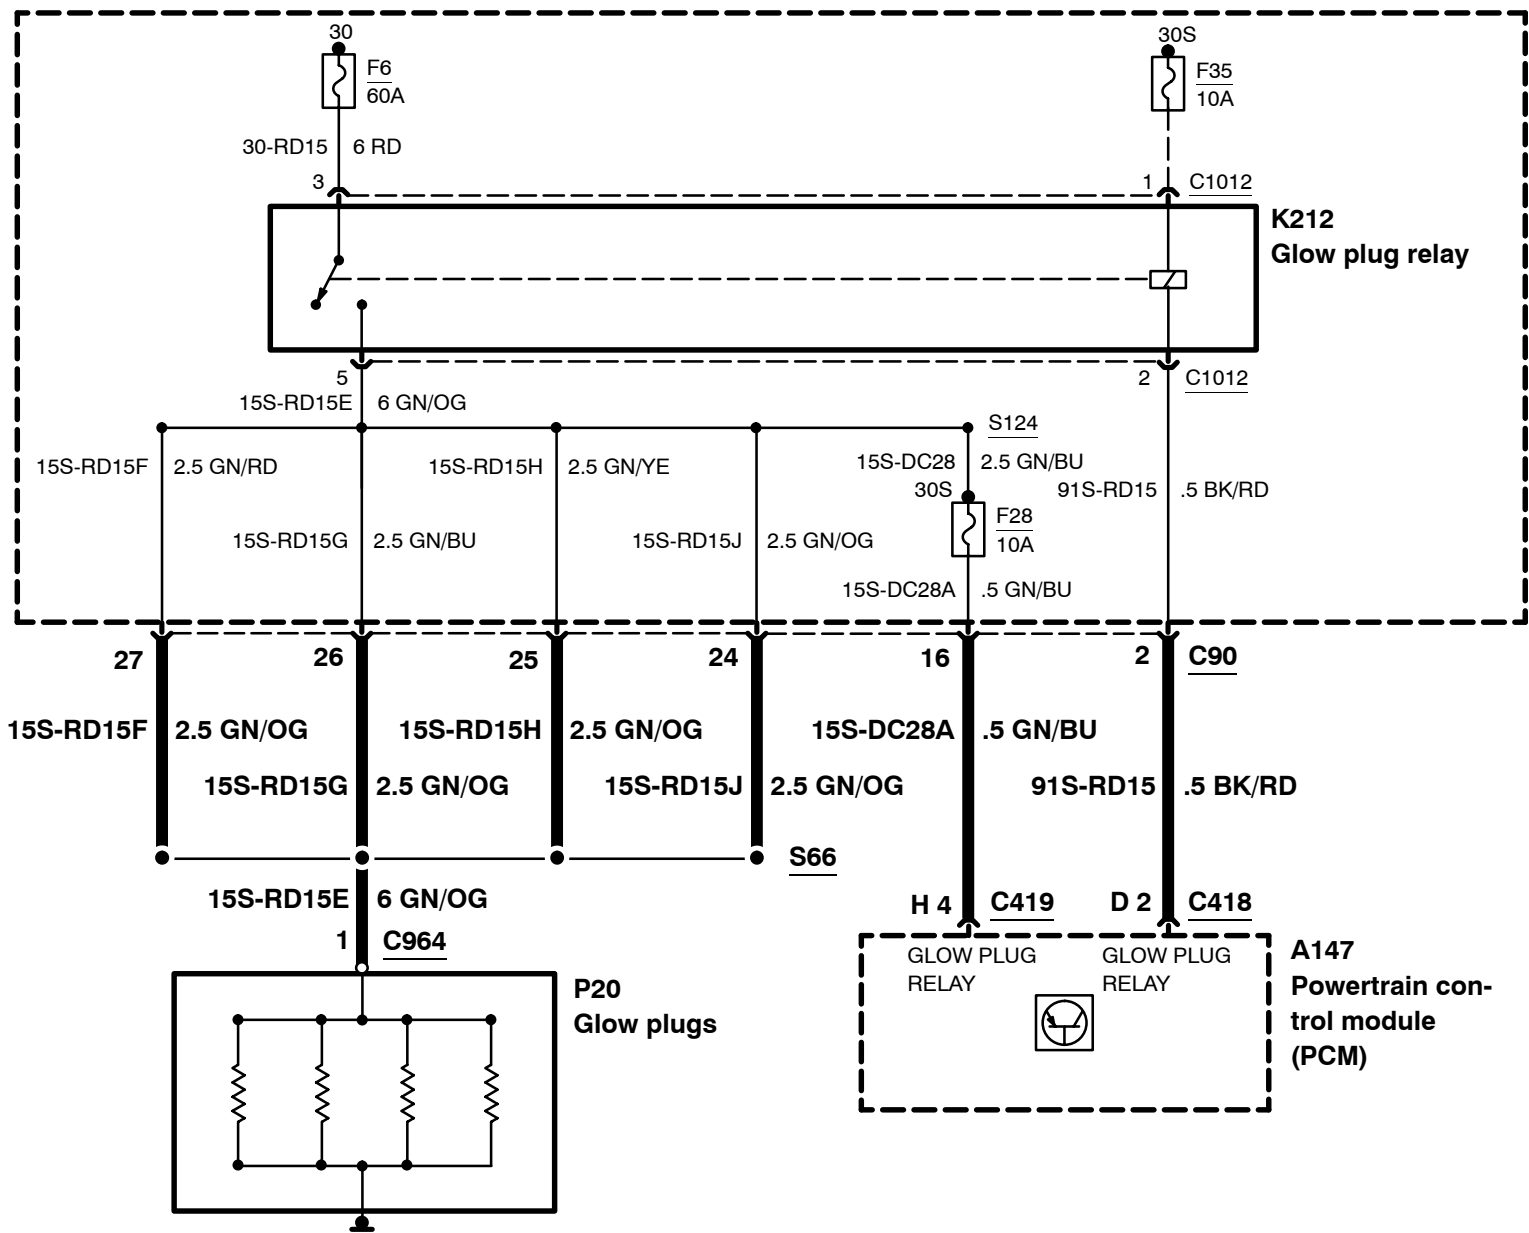 30
30S
F6
60A
F35
10A
30-RD15 6 RD
3
1 C1012
K212
Glow plug relay
5
2 C1012
15S-RD15E 6 GN/OG
S124
15S-RD15F 2.5 GN/RD
15S-RD15H 2.5 GN/YE
15S-DC28 2.5 GN/BU
30S
91S-RD15 .5 BK/RD
F28
10A
15S-RD15G 2.5 GN/BU
15S-RD15J 2.5 GN/OG
15S-DC28A .5 GN/BU
27
26
25
24
16
2 C90
15S-RD15F 2.5 GN/OG
15S-RD15H 2.5 GN/OG
15S-DC28A .5 GN/BU
15S-RD15G 2.5 GN/OG
15S-RD15J 2.5 GN/OG
91S-RD15 .5 BK/RD
S66
15S-RD15E 6 GN/OG
H 4 C419
D 2 C418
1 C964
GLOW PLUG
RELAY
GLOW PLUG
RELAY
A147
Powertrain con-
trol module
(PCM)
P20
Glow plugs